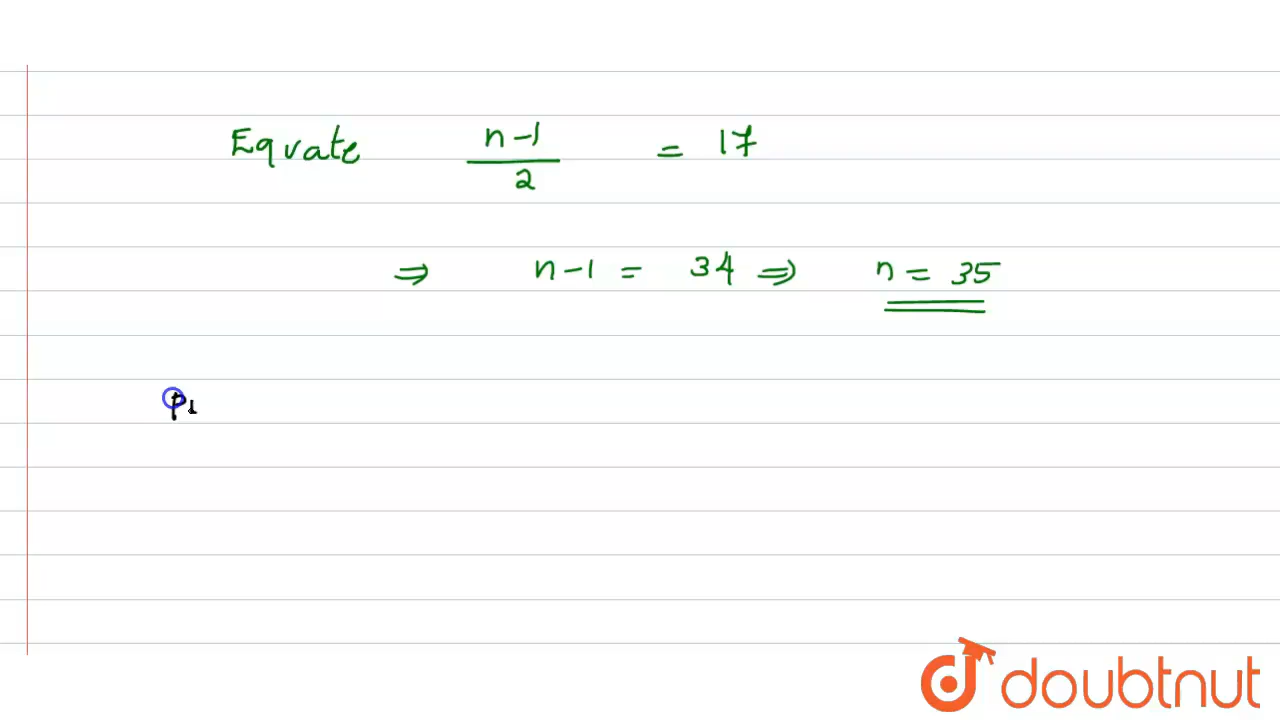 Equate n-1/2 = 17
⇒ n-1 = 34 ⇒ n = 35
doubtnut